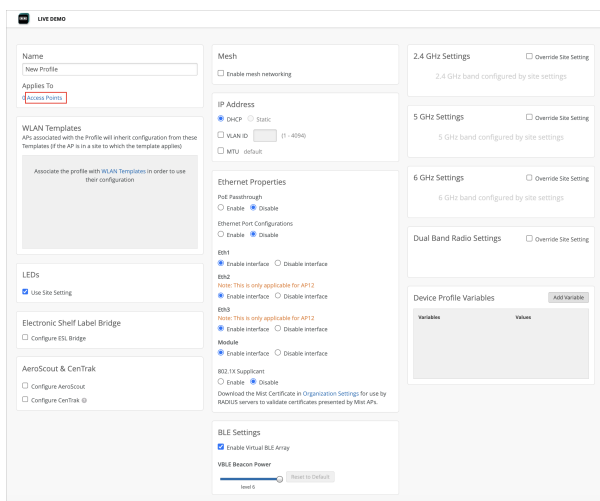 LIVE DEMO
Name
New Profile
Applies To
0 Access Points
WLAN Templates
APs associated with the Profile will inherit configuration from these
Templates (if the AP is in a site to which the template applies)
Associate the profile with WLAN Templates in order to use
their configuration
LEDs
Use Site Setting
Electronic Shelf Label Bridge
Configure ESL Bridge
AeroScout & CenTrak
Configure AeroScout
Configure CenTrak
Mesh
Enable mesh networking
IP Address
DHCP Static
VLAN ID (1 - 4094)
MTU default
Ethernet Properties
PoE Passthrough
Enable Disable
Ethernet Port Configurations
Enable Disable
Eth1
Enable interface Disable interface
Eth2
Note: This is only applicable for AP12
Enable interface Disable interface
Eth3
Note: This is only applicable for AP12
Enable interface Disable interface
Module
Enable interface Disable interface
802.1X Supplicant
Enable Disable
Download the Mist Certificate in Organization Settings for use by
RADIUS servers to validate certificates presented by Mist APs.
BLE Settings
Enable Virtual BLE Array
VBLE Beacon Power
Reset to Default
level 6
2.4 GHz Settings Override Site Setting
2.4 GHz band configured by site settings
5 GHz Settings Override Site Setting
5 GHz band configured by site settings
6 GHz Settings Override Site Setting
6 GHz band configured by site settings
Dual Band Radio Settings Override Site Setting
Device Profile Variables Add Variable
Variables Values